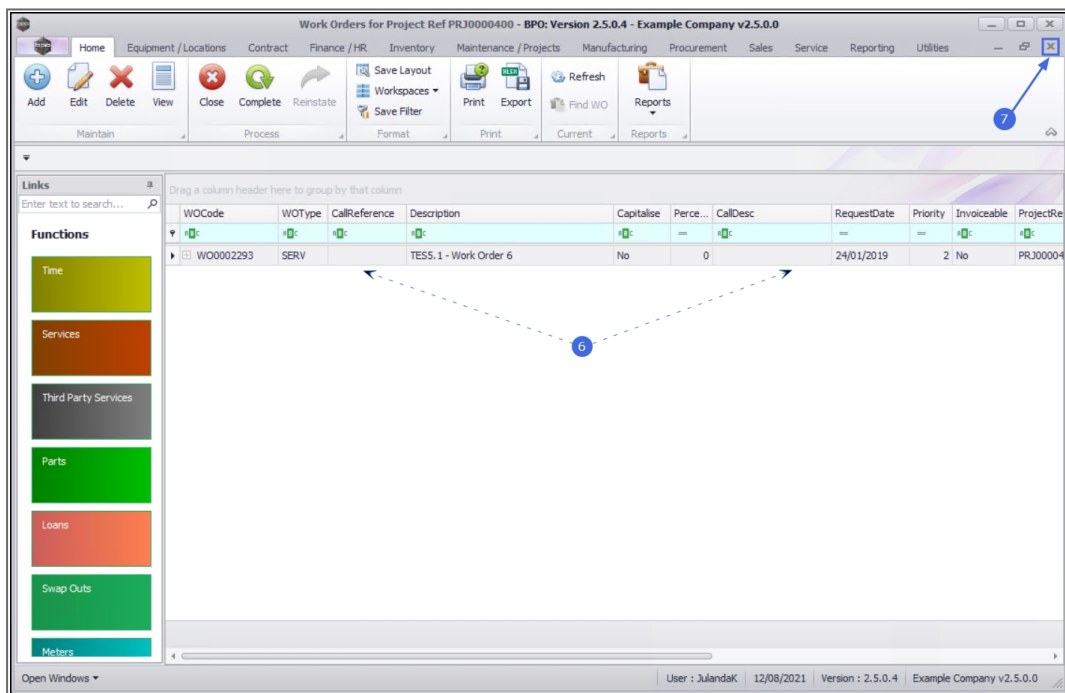 Work Orders for Project Ref PRJ0000400 - BPO: Version 2.5.0.4 - Example Company v2.5.0.0
Home Equipment / Locations Contract Finance / HR Inventory Maintenance / Projects Manufacturing Procurement Sales Service Reporting Utilities
Add Edit Delete View Close Complete Reinstate Save Layout Workspaces Save Filter Print Export Refresh Find WO Reports
Maintain Process Format Print Current Reports
7
Links
Enter text to search...
Functions
Time
Services
Third Party Services
Parts
Loans
Swap Outs
Meters
Drag a column header here to group by that column
WOCode WOType CallReference Description Capitalise Perce... CallDesc RequestDate Priority Invoiceable ProjectRe
WO0002293 SERV TES5.1 - Work Order 6 No 0 24/01/2019 2 No PRJ00004
6
Open Windows User : JulandaK 12/08/2021 Version : 2.5.0.4 Example Company v2.5.0.0